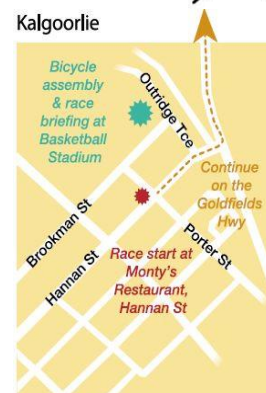 Kalgoorlie
Bicycle
assembly
& race
briefing at
Basketball
Stadium
Outridge Tce
Continue
on the
Goldfields
Hwy
Brookman St
Hannan St
Porter St
Race start at
Monty's
Restaurant,
Hannan St